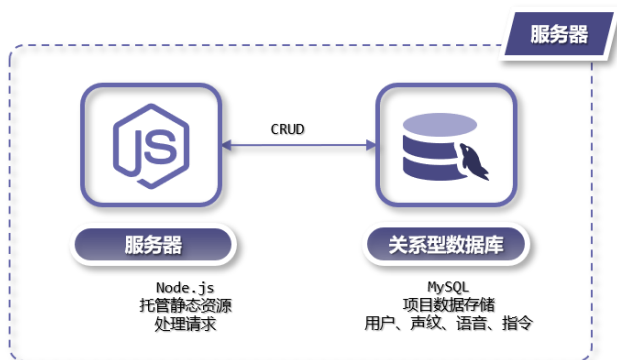 服务器
JS
CRUD
服务器
关系型数据库
Node.js
托管静态资源
处理请求
MySQL
项目数据存储
用户、声纹、语音、指令